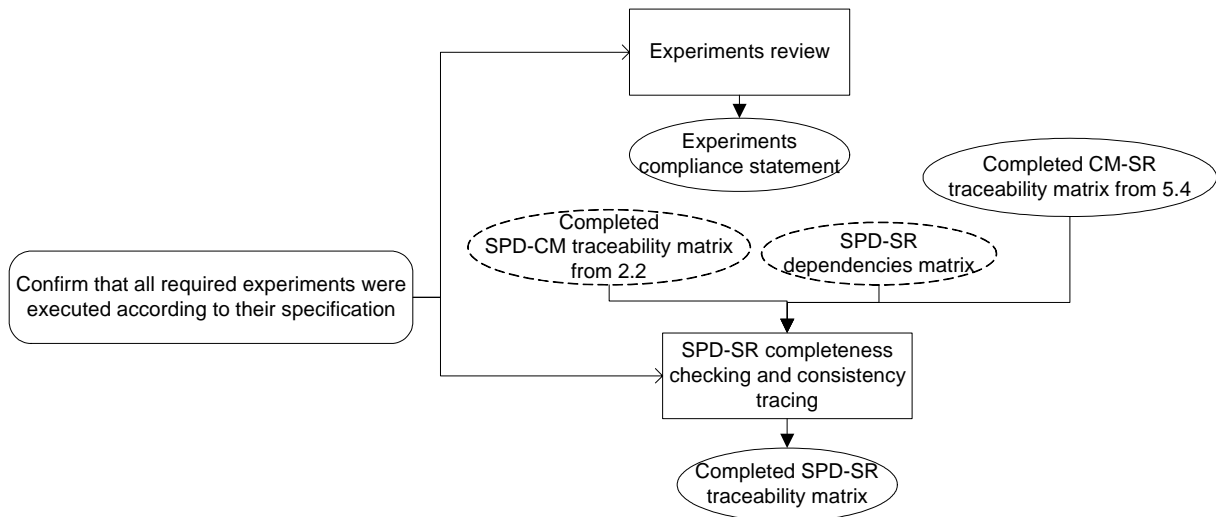 Experiments review
Experiments
compliance statement
Completed CM-SR
traceability matrix from 5.4
Completed
SPD-CM traceability matrix
from 2.2
SPD-SR
dependencies matrix
Confirm that all required experiments were
executed according to their specification
SPD-SR completeness
checking and consistency
tracing
Completed SPD-SR
traceability matrix